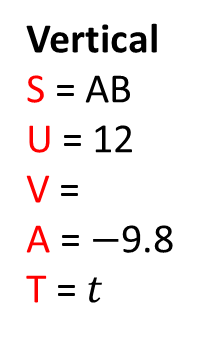 Vertical
S = AB
U = 12
V =
A = −9.8
T = t